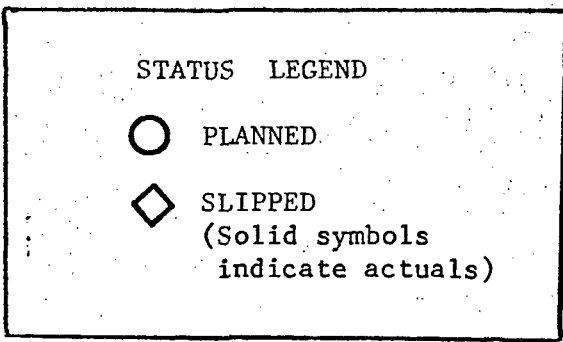 STATUS LEGEND
PLANNED
SLIPPED
(Solid symbols
indicate actuals)